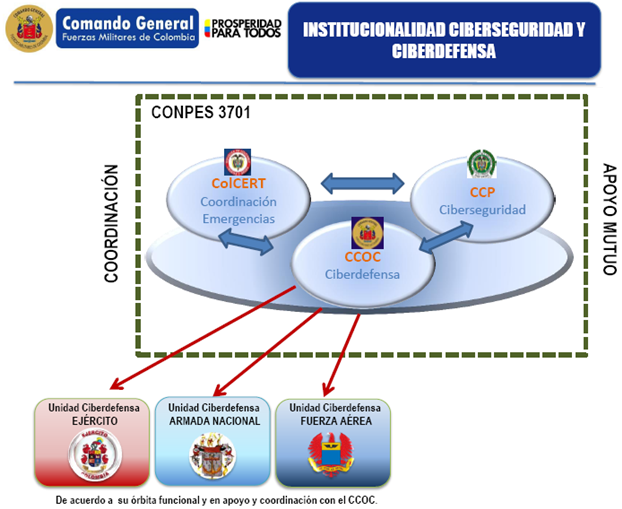 Comando General
Fuerzas Militares de Colombia
PROSPERIDAD
PARA TODOS
INSTITUCIONALIDAD CIBERSEGURIDAD Y
CIBERDEFENSA
CONPES 3701
COORDINACIÓN
APOYO MUTUO
ColCERT
Coordinación
Emergencias
CCP
Ciberseguridad
CCOC
Ciberdefensa
Unidad Ciberdefensa
EJÉRCITO
Unidad Ciberdefensa
ARMADA NACIONAL
Unidad Ciberdefensa
FUERZA AÉREA
De acuerdo a su órbita funcional y en apoyo y coordinación con el CCOC.